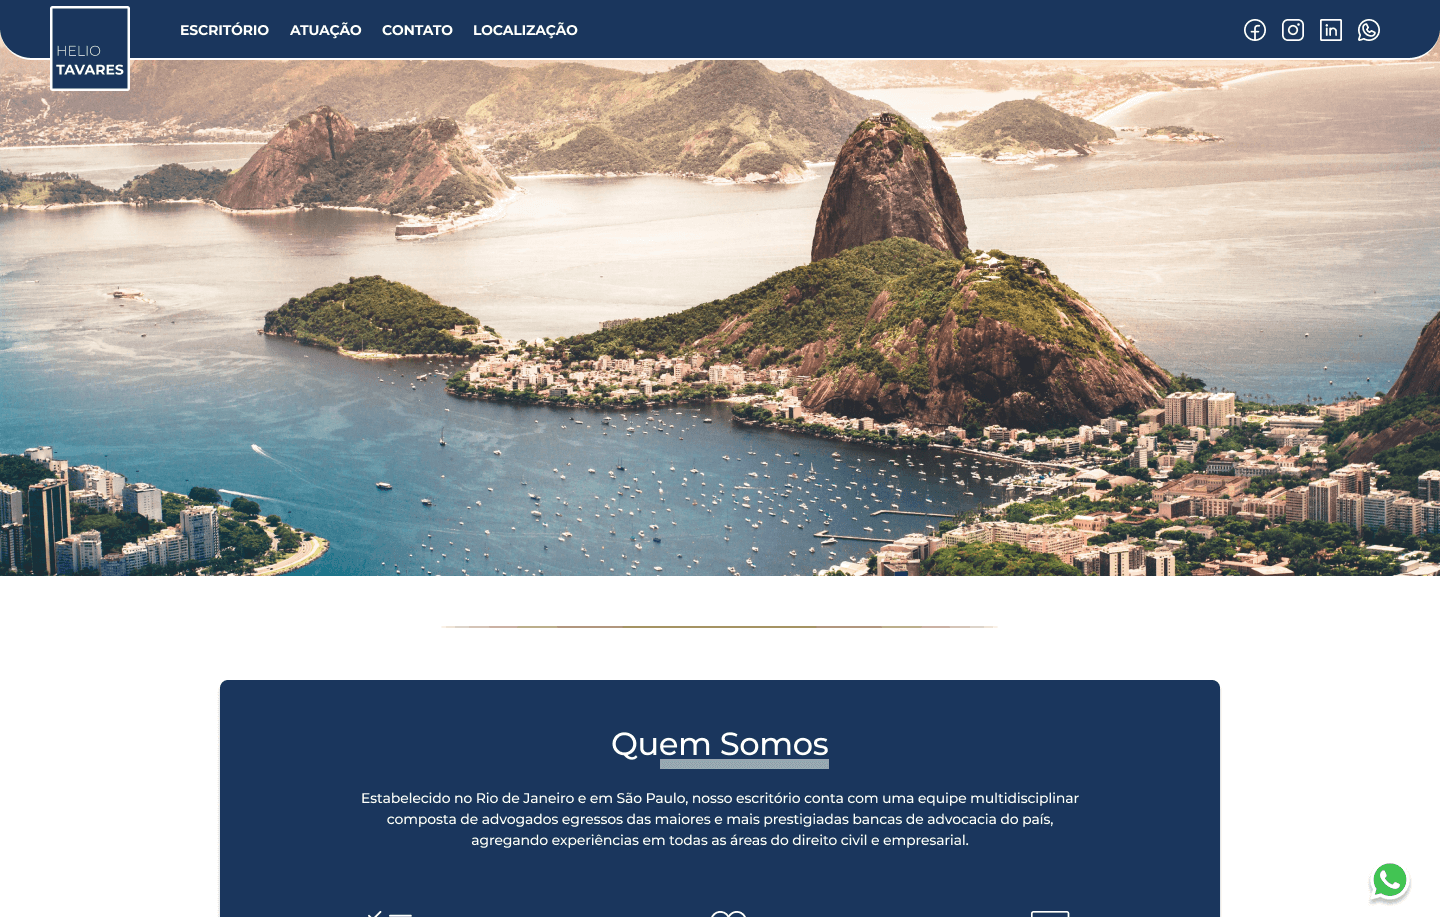 HELIO
TAVARES
ESCRITÓRIO ATUAÇÃO CONTATO LOCALIZAÇÃO
Quem Somos
Estabelecido no Rio de Janeiro e em São Paulo, nosso escritório conta com uma equipe multidisciplinar
composta de advogados egressos das maiores e mais prestigiadas bancas de advocacia do país,
agregando experiências em todas as áreas do direito civil e empresarial.